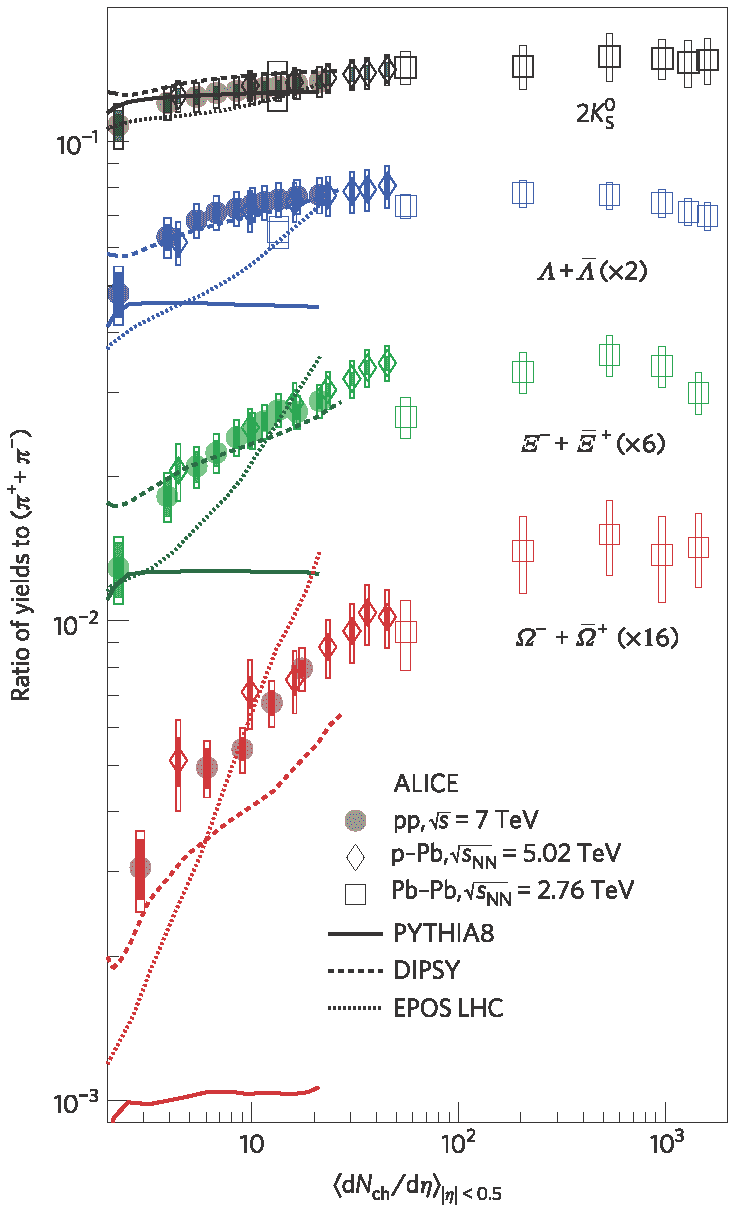 Ratio of yields to (π⁺ + π⁻)
10⁻¹
10⁻²
10⁻³
2K⁰S
Λ + Λ̅ (×2)
Ξ⁻ + Ξ̅⁺ (×6)
Ω⁻ + Ω̅⁺ (×16)
ALICE
pp, √s = 7 TeV
p–Pb, √sNN = 5.02 TeV
Pb–Pb, √sNN = 2.76 TeV
PYTHIA8
DIPSY
EPOS LHC
10 10² 10³
⟨dNch/dη⟩|η| < 0.5